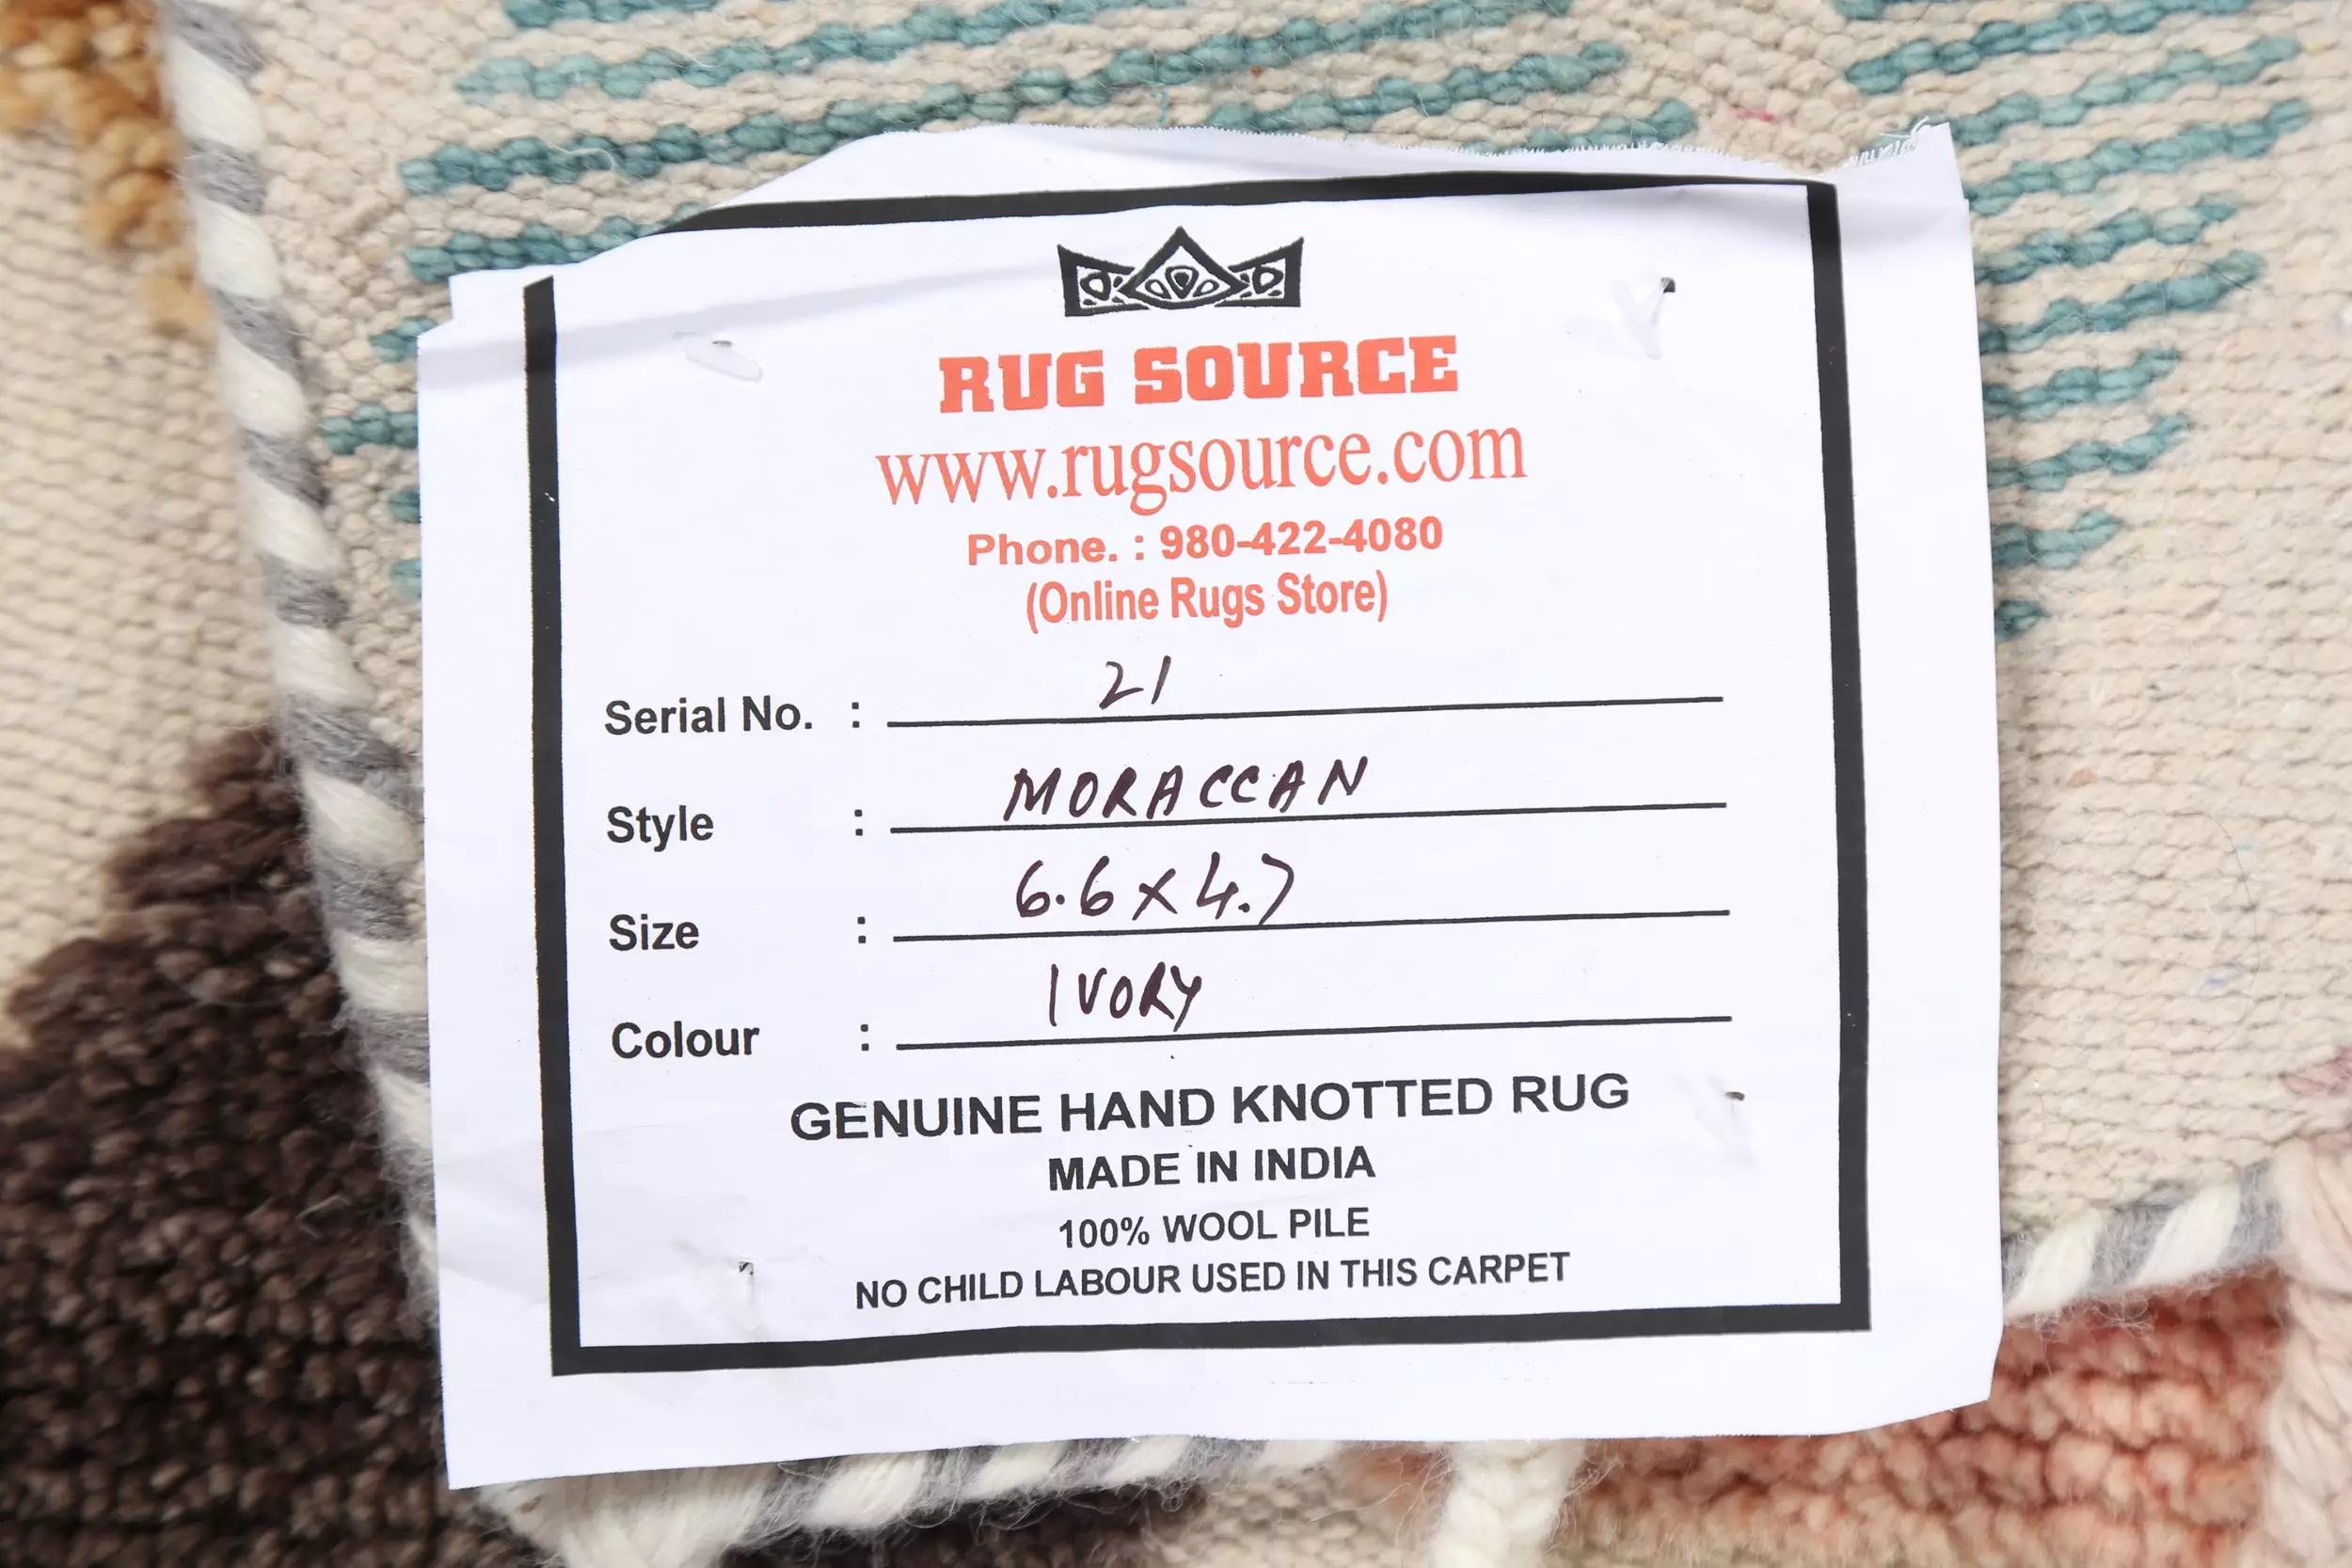 RUG SOURCE
www.rugsource.com
Phone. : 980-422-4080
(Online Rugs Store)
Serial No. : 21
Style : MORACCAN
Size : 6.6 x 4.7
Colour : IVORY
GENUINE HAND KNOTTED RUG
MADE IN INDIA
100% WOOL PILE
NO CHILD LABOUR USED IN THIS CARPET